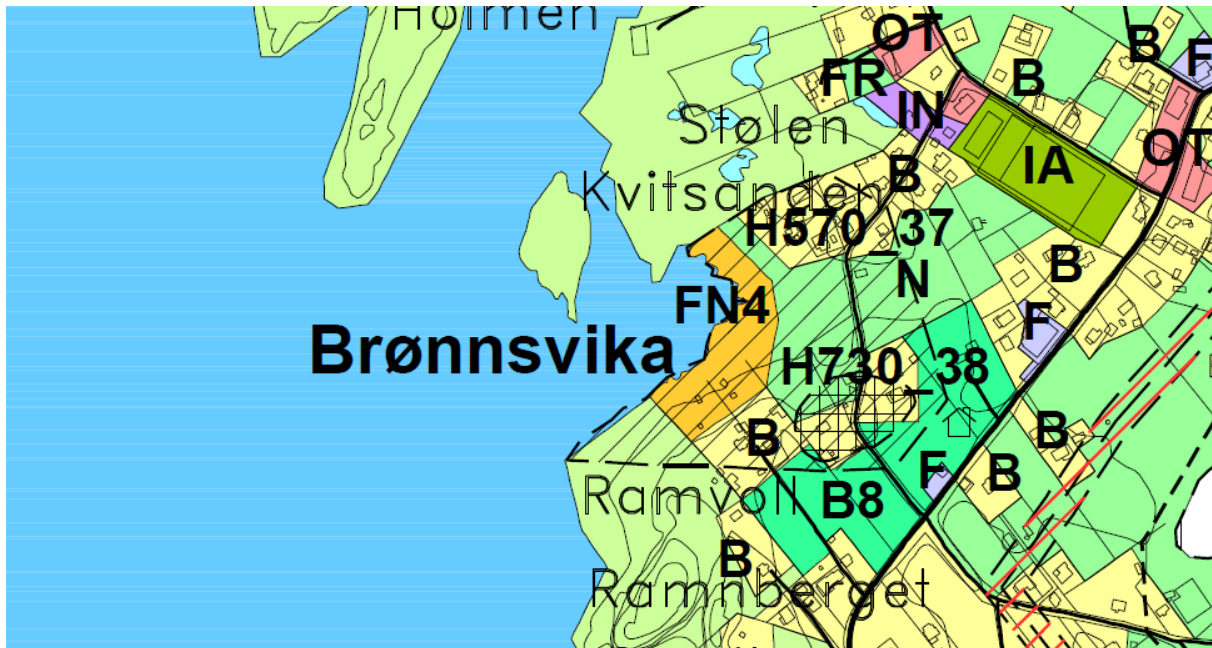 Holmen
OT
B
F
FR
B
IN
Stølen
IA
OT
Kvitsanden
B
H570_37
N
B
FN4
F
Brønnsvika
H730_38
B
B
F
B
Ramvoll
B8
B
Ramnberget